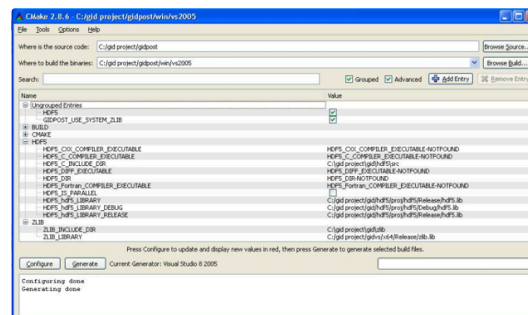 CMake 2.8.6 - C:/gid project/gidpost/win/vs2005
File Tools Options Help
Where is the source code: C:/gid project/gidpost Browse Source...
Where to build the binaries: C:/gid project/gidpost/win/vs2005 Browse Build...
Search: Grouped Advanced Add Entry Remove Entry
Name Value
Ungrouped Entries
HDF5
GIDPOST_USE_SYSTEM_ZLIB
BUILD
CMAKE
HDF5
HDF5_CXX_COMPILER_EXECUTABLE HDF5_CXX_COMPILER_EXECUTABLE-NOTFOUND
HDF5_C_COMPILER_EXECUTABLE HDF5_C_COMPILER_EXECUTABLE-NOTFOUND
HDF5_C_INCLUDE_DIR C:/gid project/gid/hdf5/src
HDF5_DIFF_EXECUTABLE HDF5_DIFF_EXECUTABLE-NOTFOUND
HDF5_DIR HDF5_DIR-NOTFOUND
HDF5_Fortran_COMPILER_EXECUTABLE HDF5_Fortran_COMPILER_EXECUTABLE-NOTFOUND
HDF5_IS_PARALLEL
HDF5_hdf5_LIBRARY C:/gid project/gid/hdf5/proj/hdf5/Release/hdf5.lib
HDF5_hdf5_LIBRARY_DEBUG C:/gid project/gid/hdf5/proj/hdf5/Debug/hdf5.lib
HDF5_hdf5_LIBRARY_RELEASE C:/gid project/gid/hdf5/proj/hdf5/Release/hdf5.lib
ZLIB
ZLIB_INCLUDE_DIR C:/gid project/gid/zlib
ZLIB_LIBRARY C:/gid project/gidvs/x64/Release/zlib.lib
Press Configure to update and display new values in red, then press Generate to generate selected build files.
Configure Generate Current Generator: Visual Studio 8 2005
Configuring done
Generating done